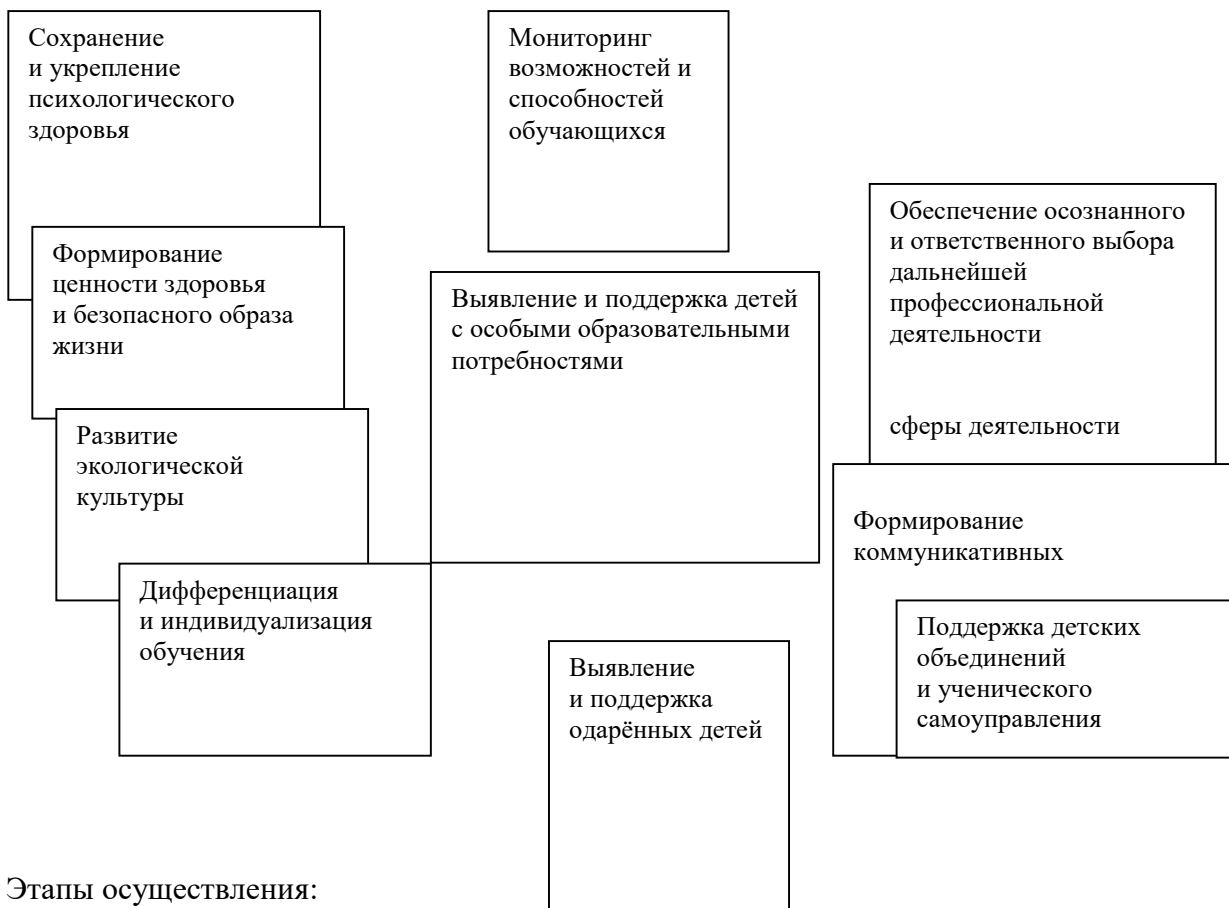 Сохранение
и укрепление
психологического
здоровья
Мониторинг
возможностей и
способностей
обучающихся
Обеспечение осознанного
и ответственного выбора
дальнейшей
профессиональной
деятельности
сферы деятельности
Формирование
ценности здоровья
и безопасного образа
жизни
Выявление и поддержка детей
с особыми образовательными
потребностями
Развитие
экологической
культуры
Формирование
коммуникативных
Дифференциация
и индивидуализация
обучения
Выявление
и поддержка
одарённых детей
Поддержка детских
объединений
и ученического
самоуправления
Этапы осуществления: